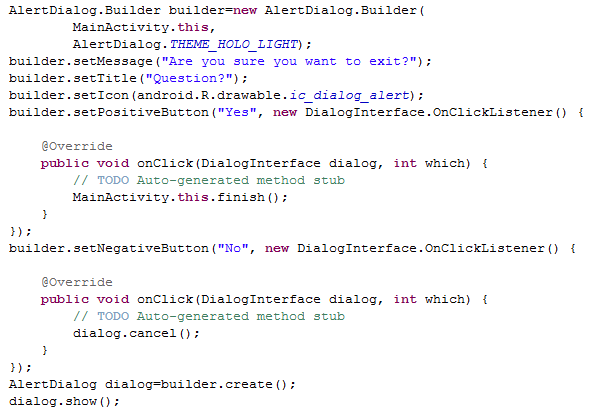 AlertDialog.Builder builder=new AlertDialog.Builder(
        MainActivity.this,
        AlertDialog.THEME_HOLO_LIGHT);
builder.setMessage("Are you sure you want to exit?");
builder.setTitle("Question?");
builder.setIcon(android.R.drawable.ic_dialog_alert);
builder.setPositiveButton("Yes", new DialogInterface.OnClickListener() {

    @Override
    public void onClick(DialogInterface dialog, int which) {
        // TODO Auto-generated method stub
        MainActivity.this.finish();
    }
});
builder.setNegativeButton("No", new DialogInterface.OnClickListener() {

    @Override
    public void onClick(DialogInterface dialog, int which) {
        // TODO Auto-generated method stub
        dialog.cancel();
    }
});
AlertDialog dialog=builder.create();
dialog.show();